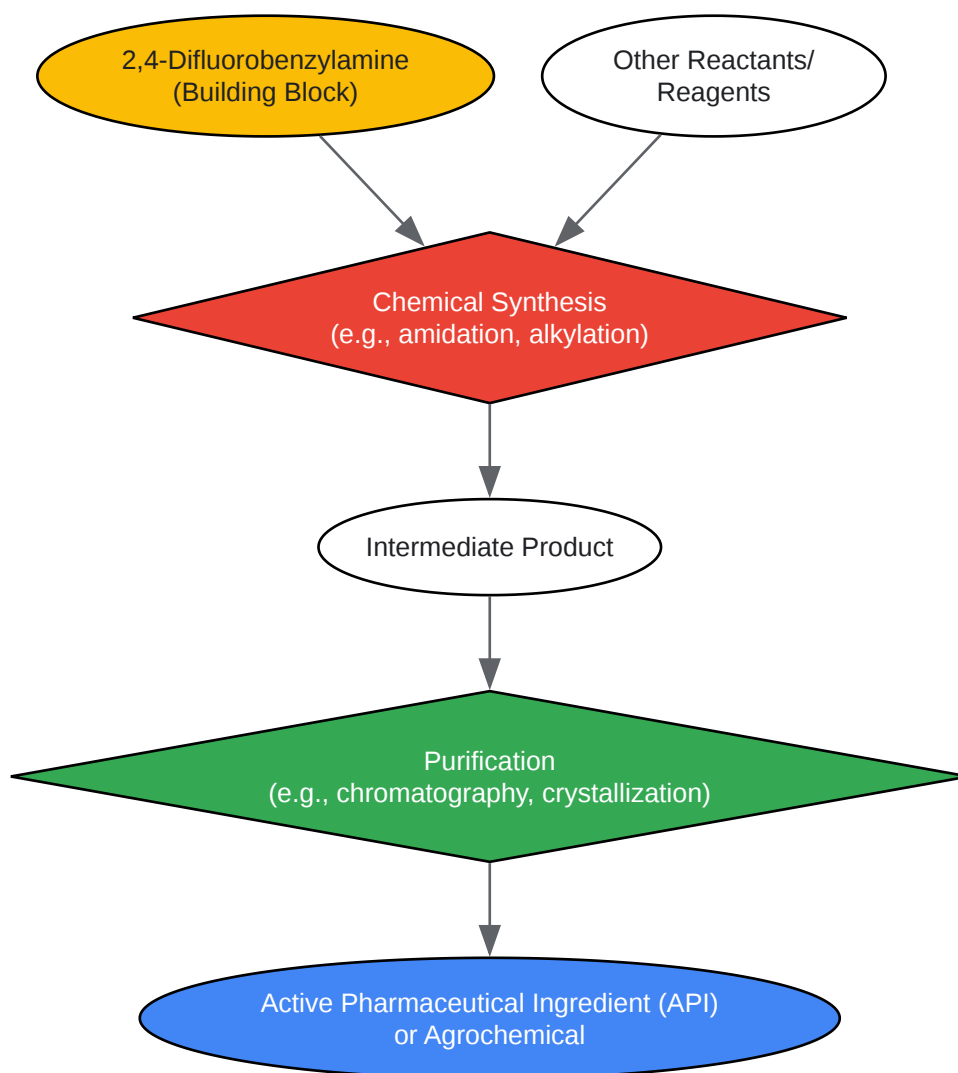 2,4-Difluorobenzylamine
(Building Block)
Other Reactants/
Reagents
Chemical Synthesis
(e.g., amidation, alkylation)
Intermediate Product
Purification
(e.g., chromatography, crystallization)
Active Pharmaceutical Ingredient (API)
or Agrochemical